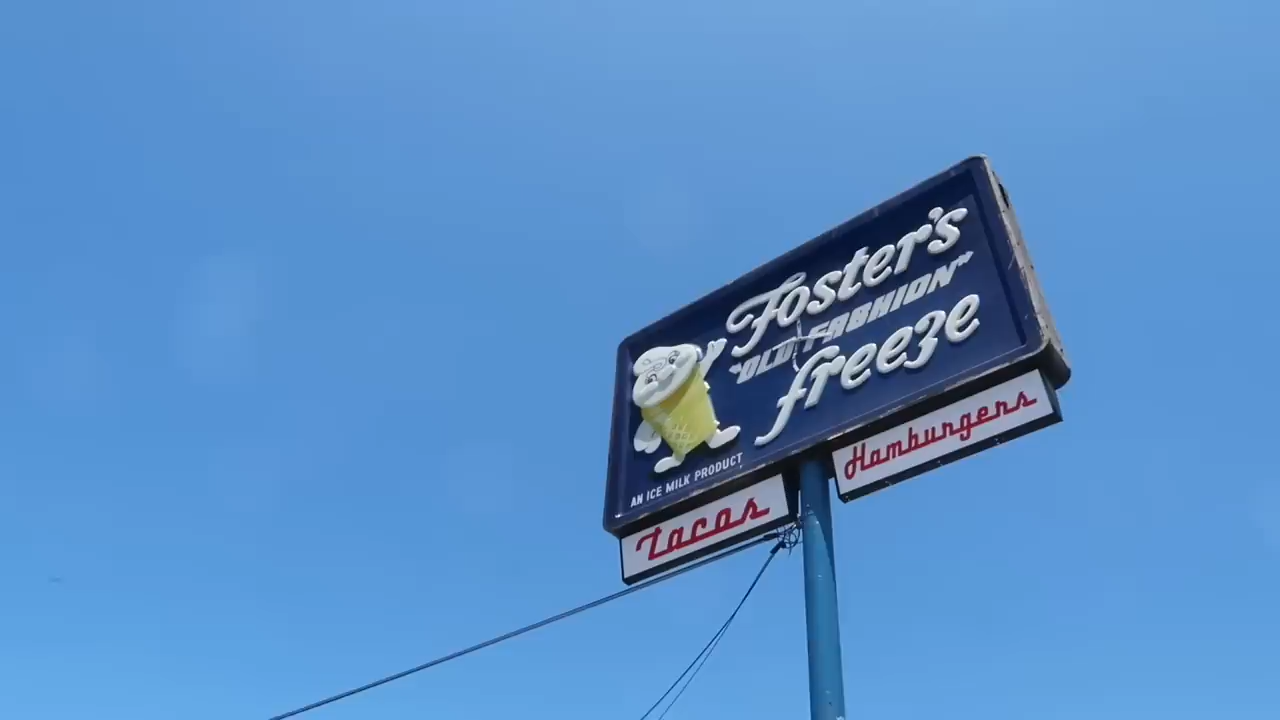 Foster's
"OLD FASHION"
freeze
AN ICE MILK PRODUCT
Tacos
Hamburgers